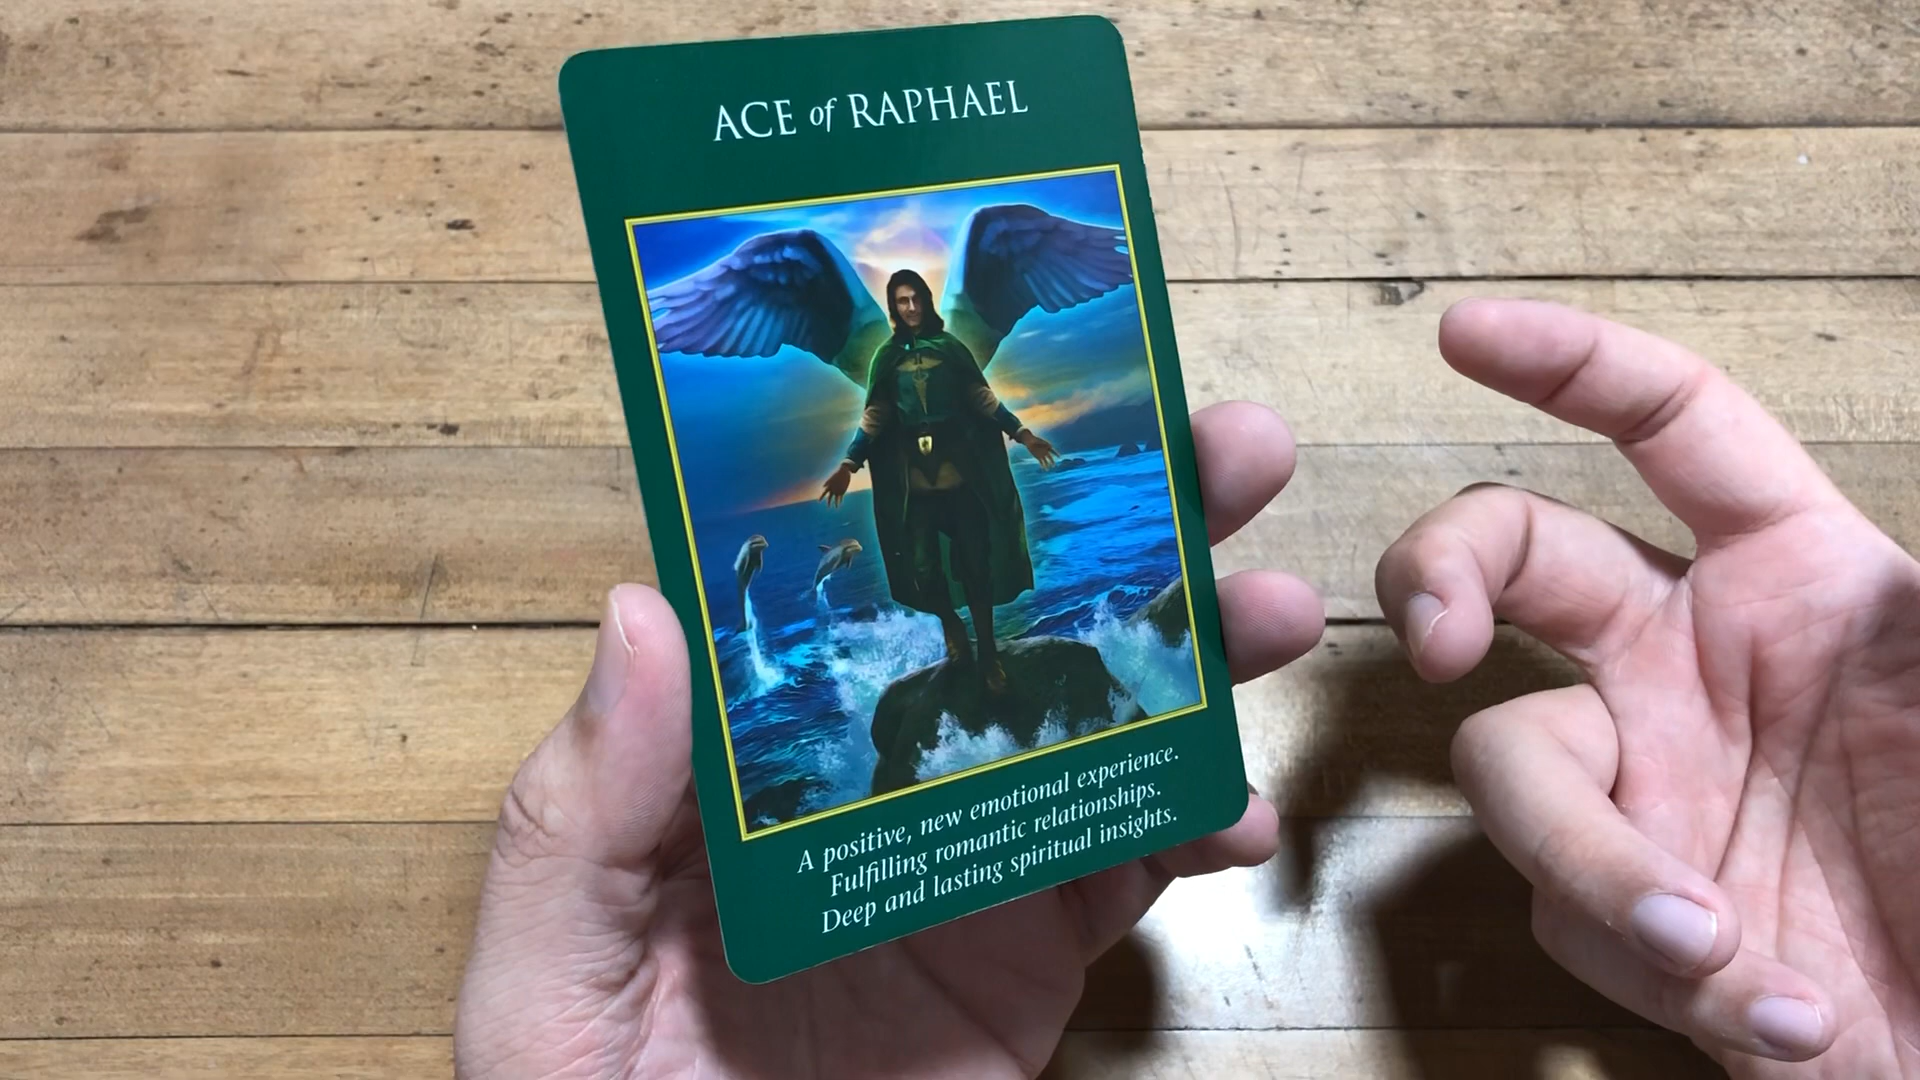 ACE of RAPHAEL
A positive, new emotional experience.
Fulfilling romantic relationships.
Deep and lasting spiritual insights.